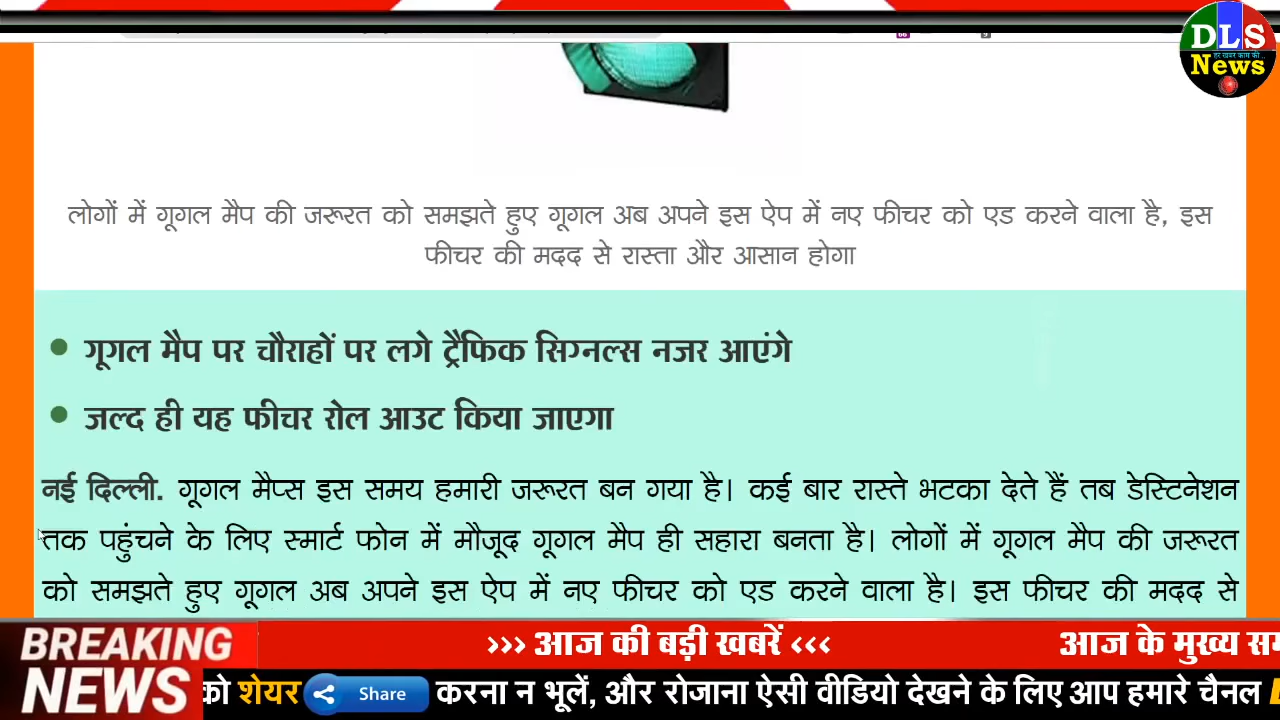 DLS
हर खबर काम की..
News
लोगों में गूगल मैप की जरूरत को समझते हुए गूगल अब अपने इस ऐप में नए फीचर को एड करने वाला है, इस
फीचर की मदद से रास्ता और आसान होगा
गूगल मैप पर चौराहों पर लगे ट्रैफिक सिग्नल्स नजर आएंगे
जल्द ही यह फीचर रोल आउट किया जाएगा
नई दिल्ली. गूगल मैप्स इस समय हमारी जरूरत बन गया है। कई बार रास्ते भटका देते हैं तब डेस्टिनेशन
तक पहुंचने के लिए स्मार्ट फोन में मौजूद गूगल मैप ही सहारा बनता है। लोगों में गूगल मैप की जरूरत
को समझते हुए गूगल अब अपने इस ऐप में नए फीचर को एड करने वाला है। इस फीचर की मदद से
BREAKING
NEWS
>>> आज की बड़ी खबरें <<< आज के मुख्य
को शेयर Share करना न भूलें, और रोजाना ऐसी वीडियो देखने के लिए आप हमारे चैनल